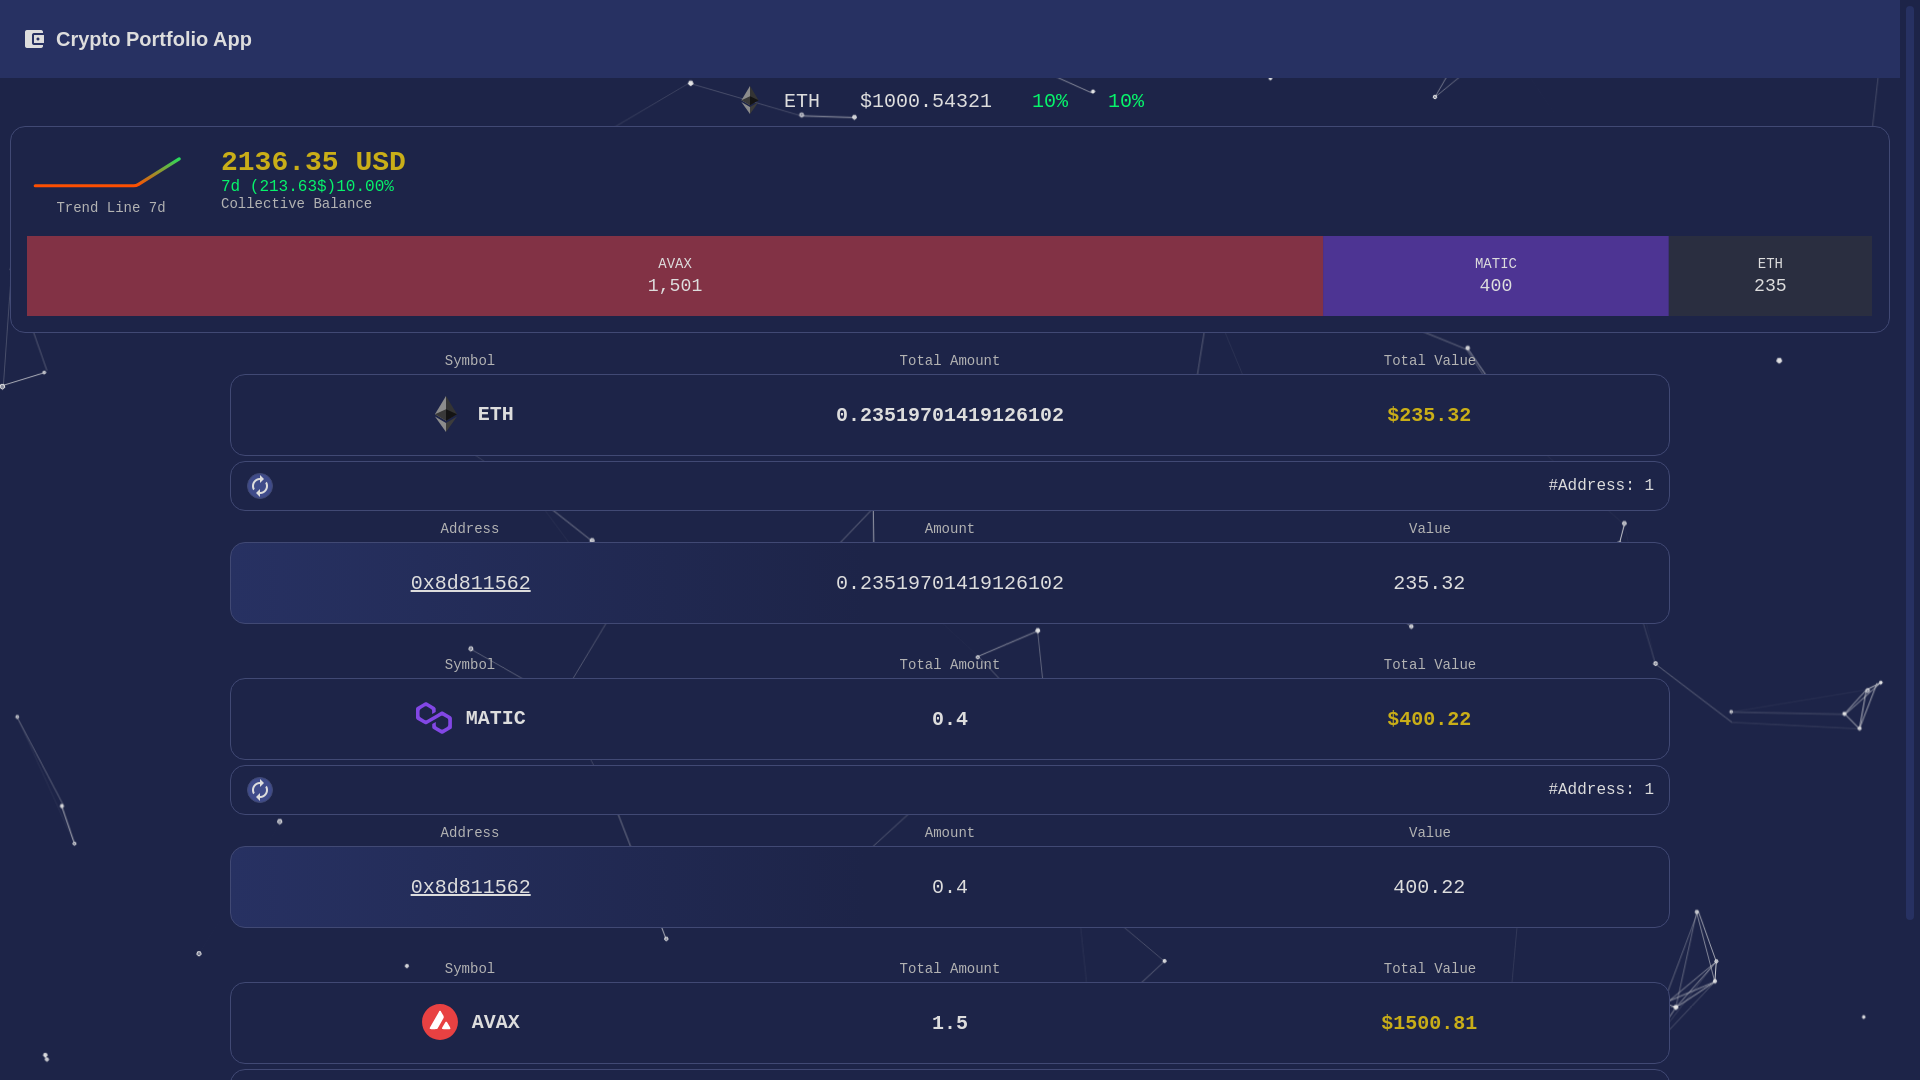 Crypto Portfolio App
ETH $1000.54321 10% 10%
2136.35 USD
7d (213.63$)10.00%
Collective Balance
Trend Line 7d
AVAX
1,501
MATIC
400
ETH
235
Symbol Total Amount Total Value
ETH 0.23519701419126102 $235.32
#Address: 1
Address Amount Value
0x8d811562 0.23519701419126102 235.32
Symbol Total Amount Total Value
MATIC 0.4 $400.22
#Address: 1
Address Amount Value
0x8d811562 0.4 400.22
Symbol Total Amount Total Value
AVAX 1.5 $1500.81